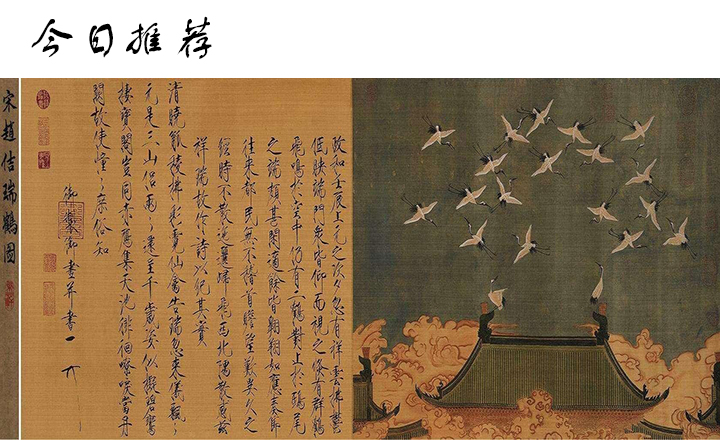 今日推荐
政和壬辰上元之次夕忽有祥雲拂鬱
低映端門衆皆仰而視之倏有群鶴
飛鳴於空中仍有二鶴對止於鴟尾
之端頗甚閑適餘皆翱翔如應奏節
往來都民無不稽首瞻望歎異久之
經時不散迤邐歸飛西北隅散感茲
祥瑞故作詩以紀其實
清曉觚稜拂彩霓仙禽告瑞忽來儀飄々
元是三山侶兩々還呈千歲姿似擬碧鸞
棲寶閣豈同赤鴈集天池徘徊嘹唳當丹
闕故使憧々庶俗知
御製御畫并書
宋趙佶瑞鶴圖